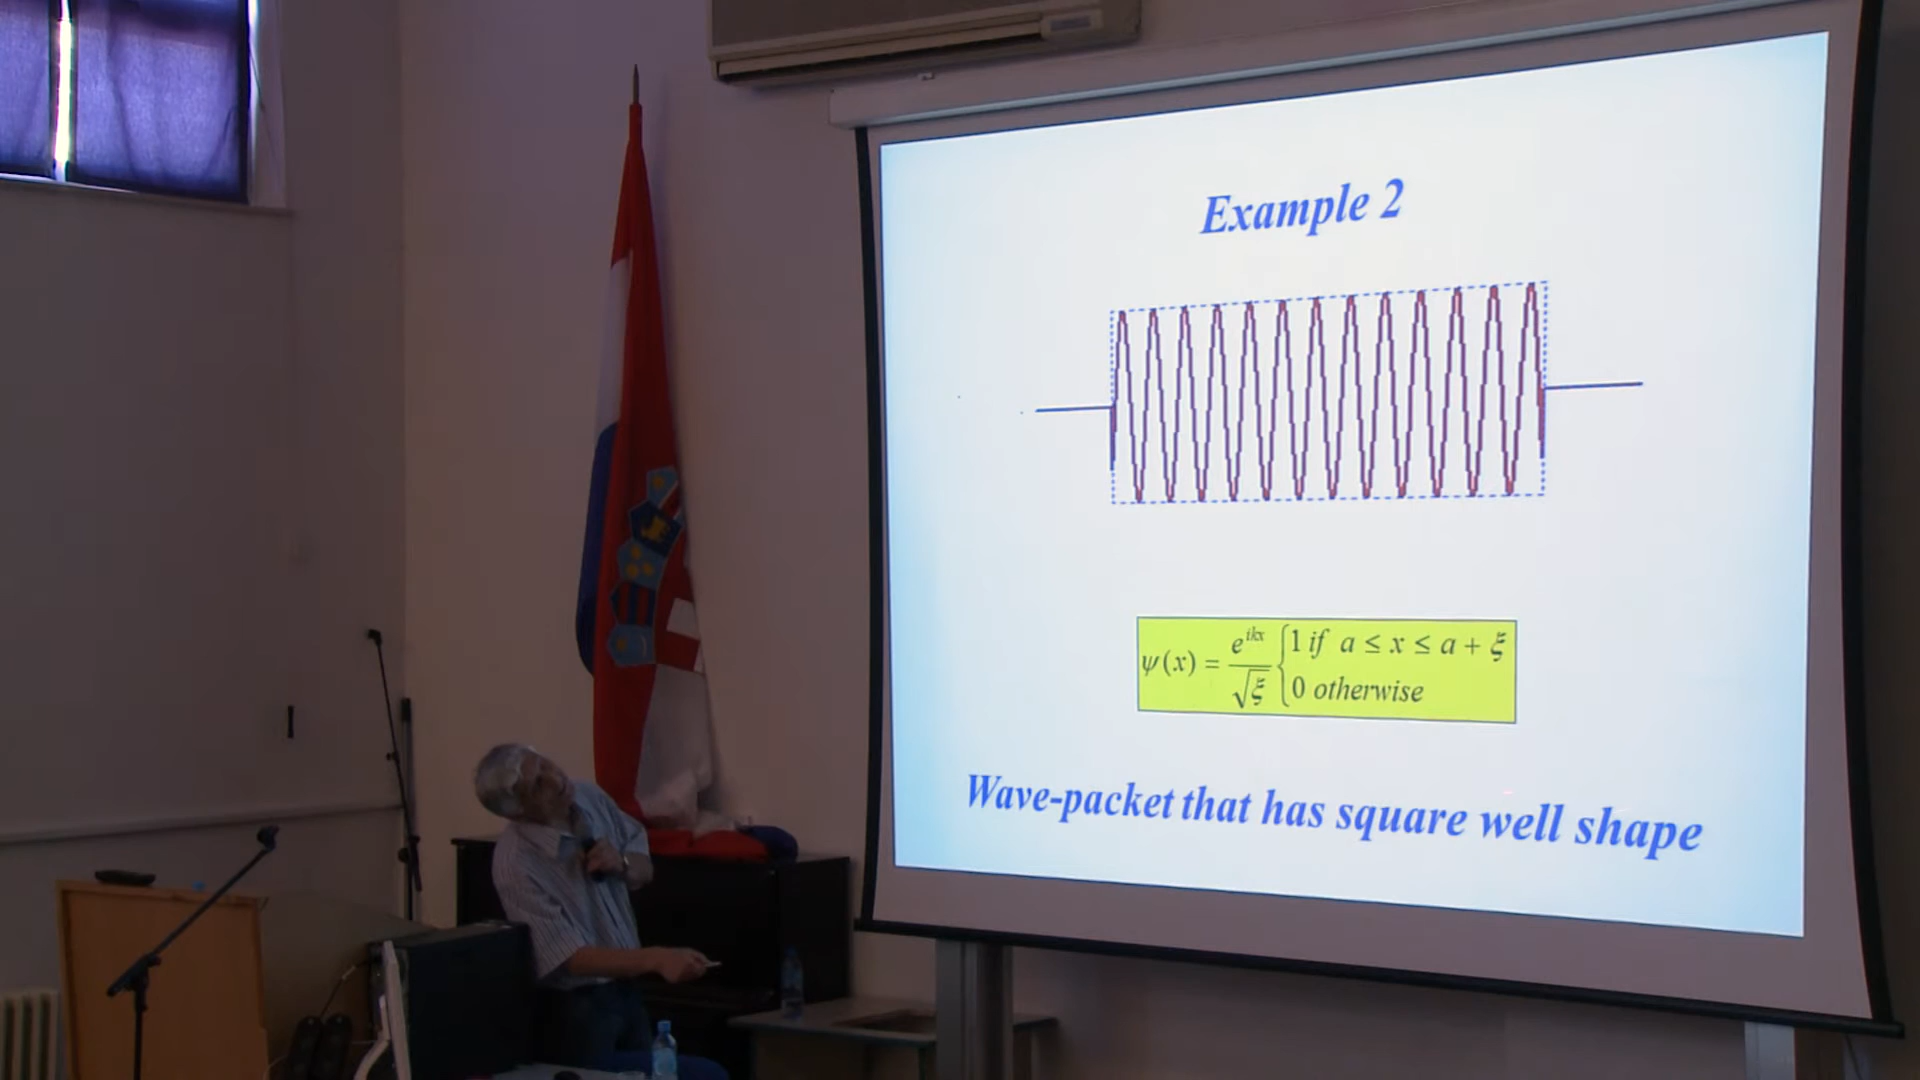 Example 2
ψ(x) = e^{ikx}/√ξ {1 if a ≤ x ≤ a + ξ
0 otherwise
Wave-packet that has square well shape